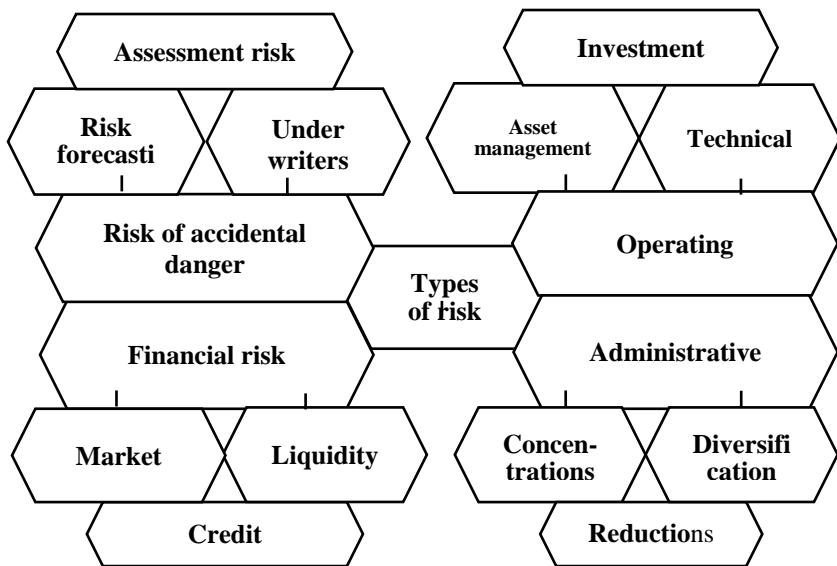 Assessment risk
Investment
Risk
forecasti
Under
writers
Asset
management
Technical
Risk of accidental
danger
Operating
Types
of risk
Financial risk
Administrative
Market
Liquidity
Concen-
trations
Diversifi
cation
Credit
Reductions